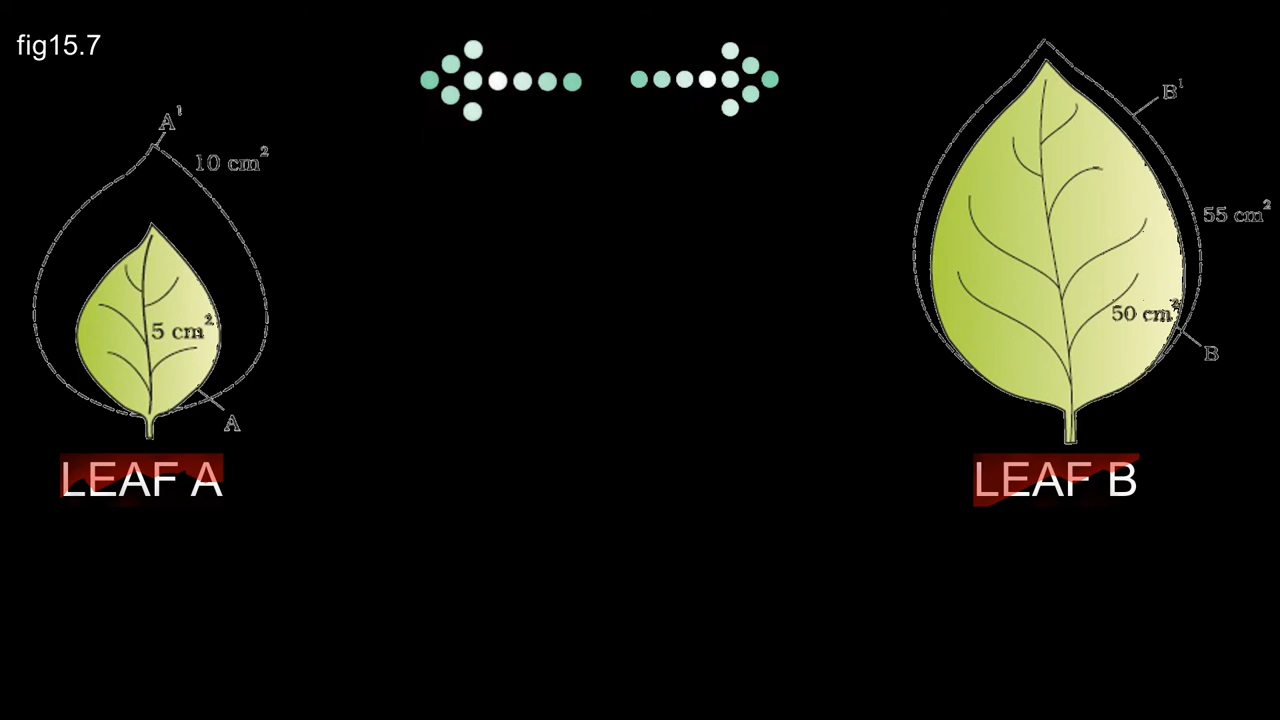 fig15.7
A¹
10 cm²
5 cm²
A
LEAF A
B¹
55 cm²
50 cm²
B
LEAF B